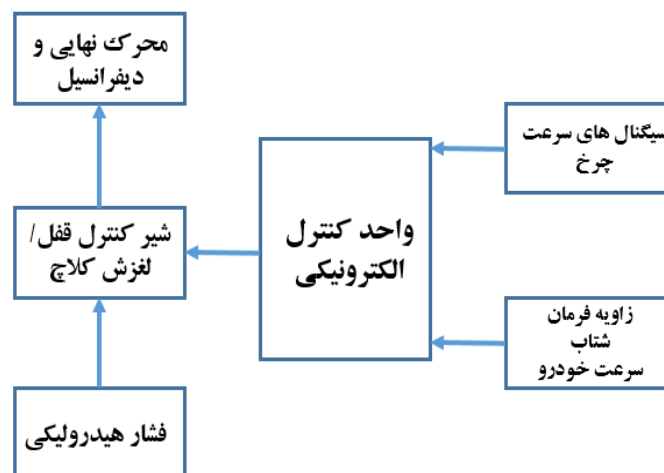 محرک نهایی و
دیفرانسیل
سیگنال های سرعت
چرخ
واحد کنترل
الکترونیکی
شیر کنترل قفل/
لغزش کلاچ
زاویه فرمان
شتاب
سرعت خودرو
فشار هیدرولیکی